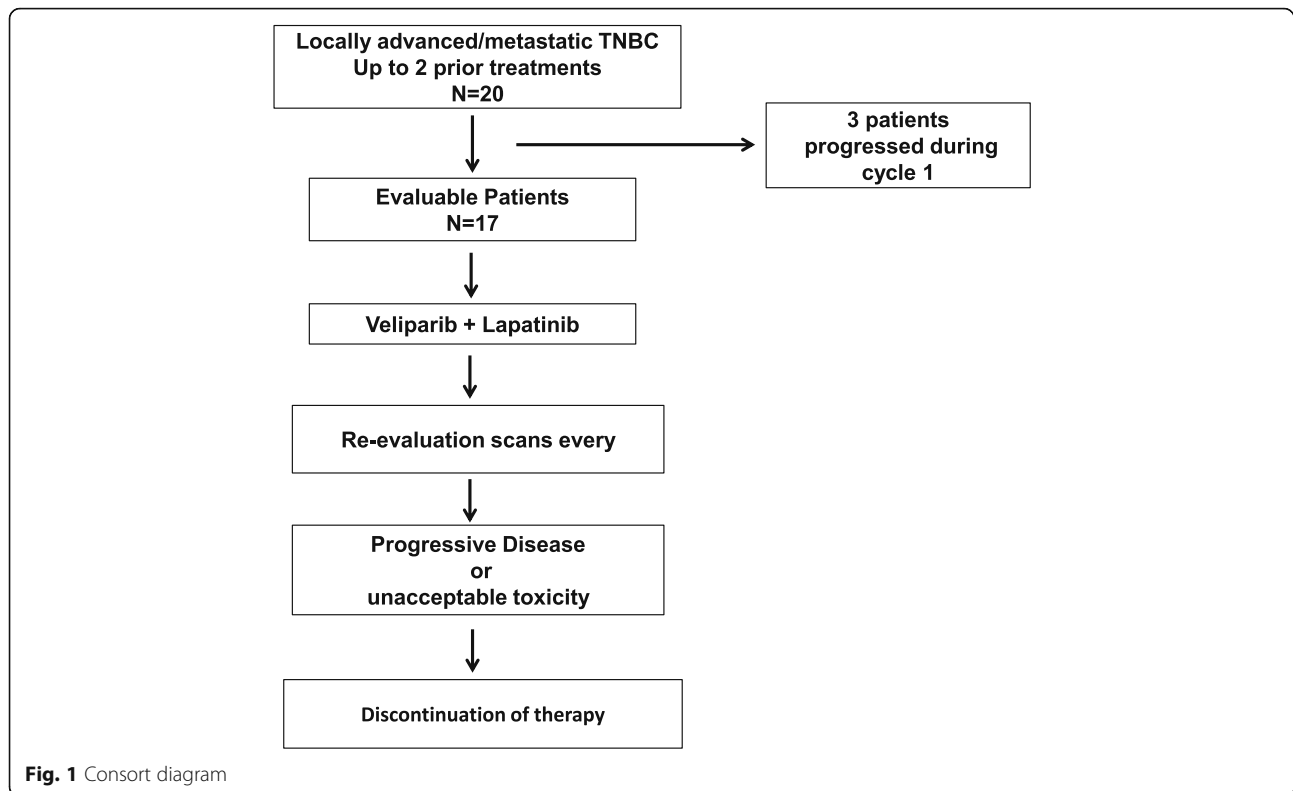 Locally advanced/metastatic TNBC
Up to 2 prior treatments
N=20
3 patients
progressed during
cycle 1
Evaluable Patients
N=17
Veliparib + Lapatinib
Re-evaluation scans every
Progressive Disease
or
unacceptable toxicity
Discontinuation of therapy
Fig. 1 Consort diagram